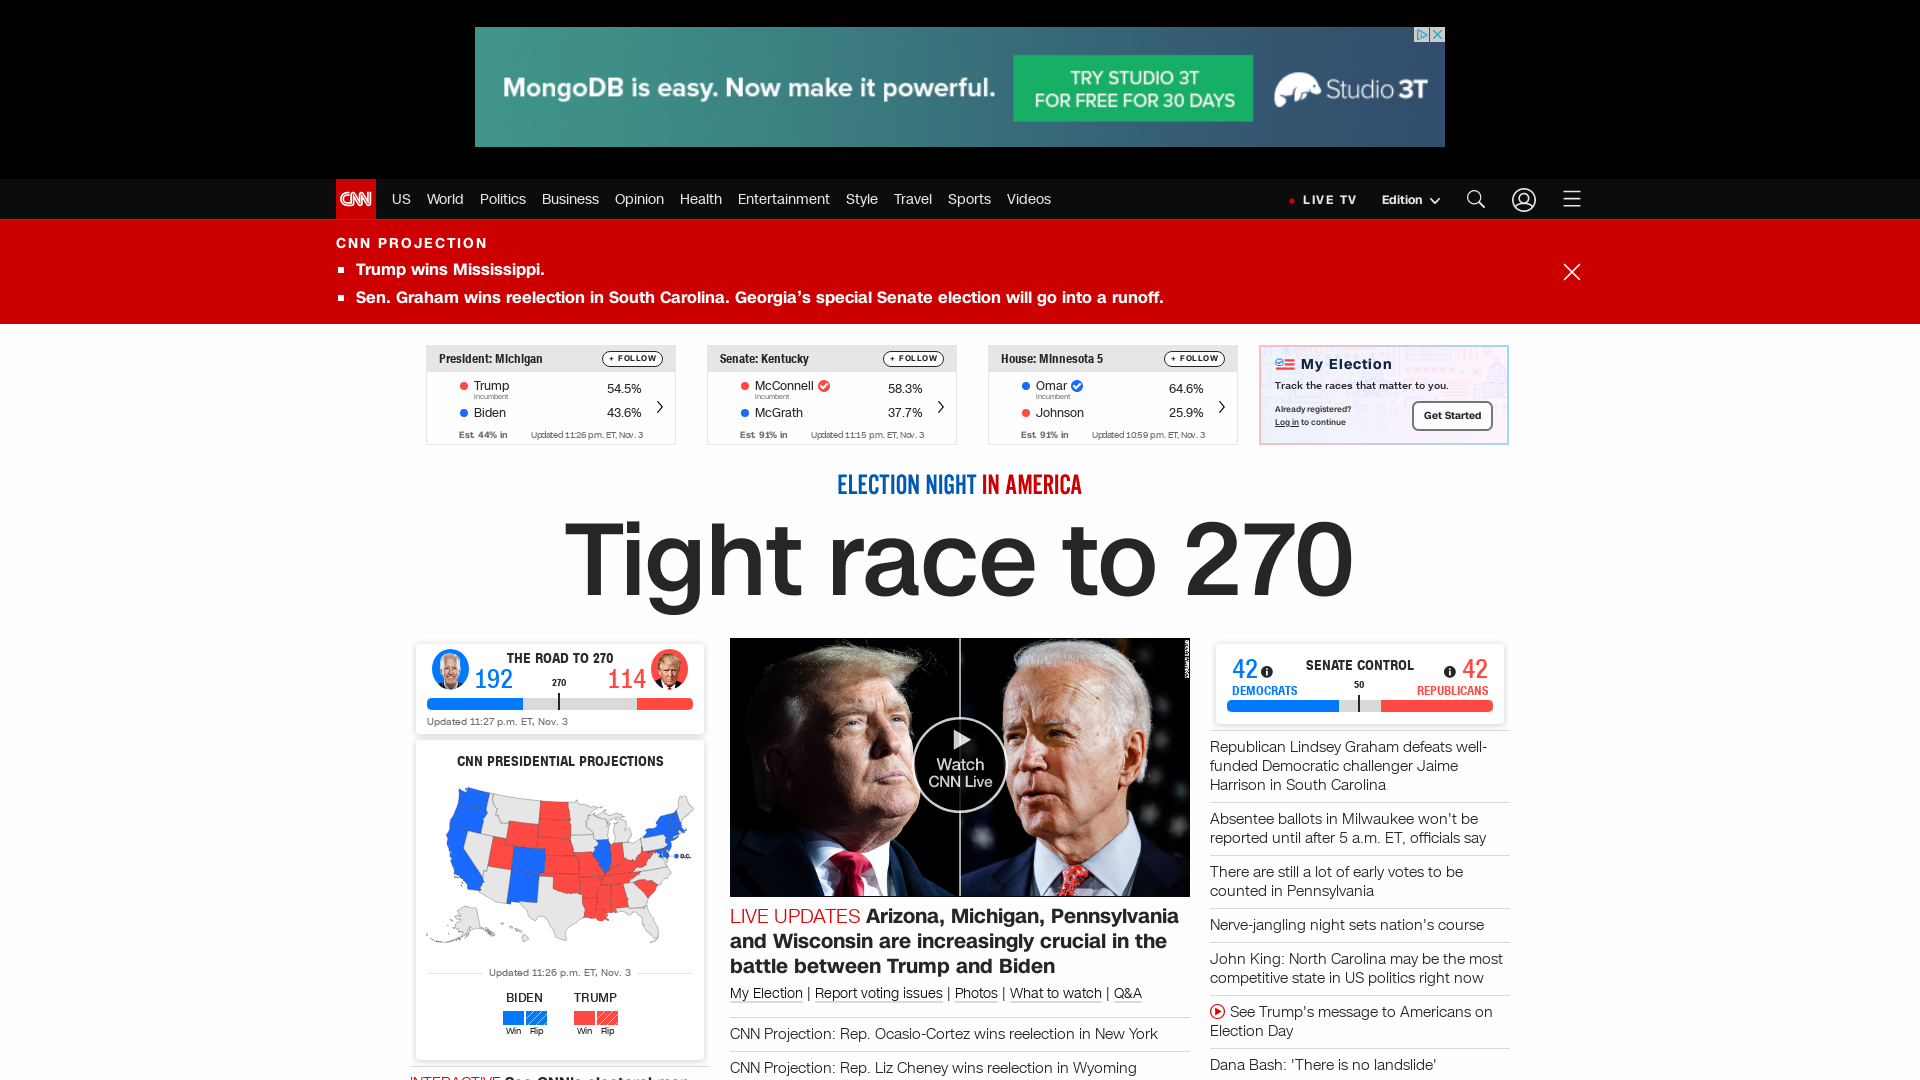 MongoDB is easy. Now make it powerful.
TRY STUDIO 3T
FOR FREE FOR 30 DAYS
Studio 3T
CNN
US World Politics Business Opinion Health Entertainment Style Travel Sports Videos
LIVE TV Edition
CNN PROJECTION
Trump wins Mississippi.
Sen. Graham wins reelection in South Carolina. Georgia’s special Senate election will go into a runoff.
President: Michigan + FOLLOW
Trump 54.5%
Incumbent
Biden 43.6%
Est. 44% in Updated 11:26 p.m. ET, Nov. 3
Senate: Kentucky + FOLLOW
McConnell 58.3%
Incumbent
McGrath 37.7%
Est. 91% in Updated 11:15 p.m. ET, Nov. 3
House: Minnesota 5 + FOLLOW
Omar 64.6%
Incumbent
Johnson 25.9%
Est. 91% in Updated 10:59 p.m. ET, Nov. 3
My Election
Track the races that matter to you.
Already registered?
Log in to continue
Get Started
ELECTION NIGHT IN AMERICA
Tight race to 270
THE ROAD TO 270
192 270 114
Updated 11:27 p.m. ET, Nov. 3
CNN PRESIDENTIAL PROJECTIONS
D.C.
Updated 11:26 p.m. ET, Nov. 3
BIDEN TRUMP
Win Flip Win Flip
INTERACTIVE See CNN's electoral map
Watch
CNN Live
LIVE UPDATES Arizona, Michigan, Pennsylvania
and Wisconsin are increasingly crucial in the
battle between Trump and Biden
My Election | Report voting issues | Photos | What to watch | Q&A
CNN Projection: Rep. Ocasio-Cortez wins reelection in New York
CNN Projection: Rep. Liz Cheney wins reelection in Wyoming
42 SENATE CONTROL 42
DEMOCRATS 50 REPUBLICANS
Republican Lindsey Graham defeats well-
funded Democratic challenger Jaime
Harrison in South Carolina
Absentee ballots in Milwaukee won't be
reported until after 5 a.m. ET, officials say
There are still a lot of early votes to be
counted in Pennsylvania
Nerve-jangling night sets nation's course
John King: North Carolina may be the most
competitive state in US politics right now
See Trump's message to Americans on
Election Day
Dana Bash: 'There is no landslide'